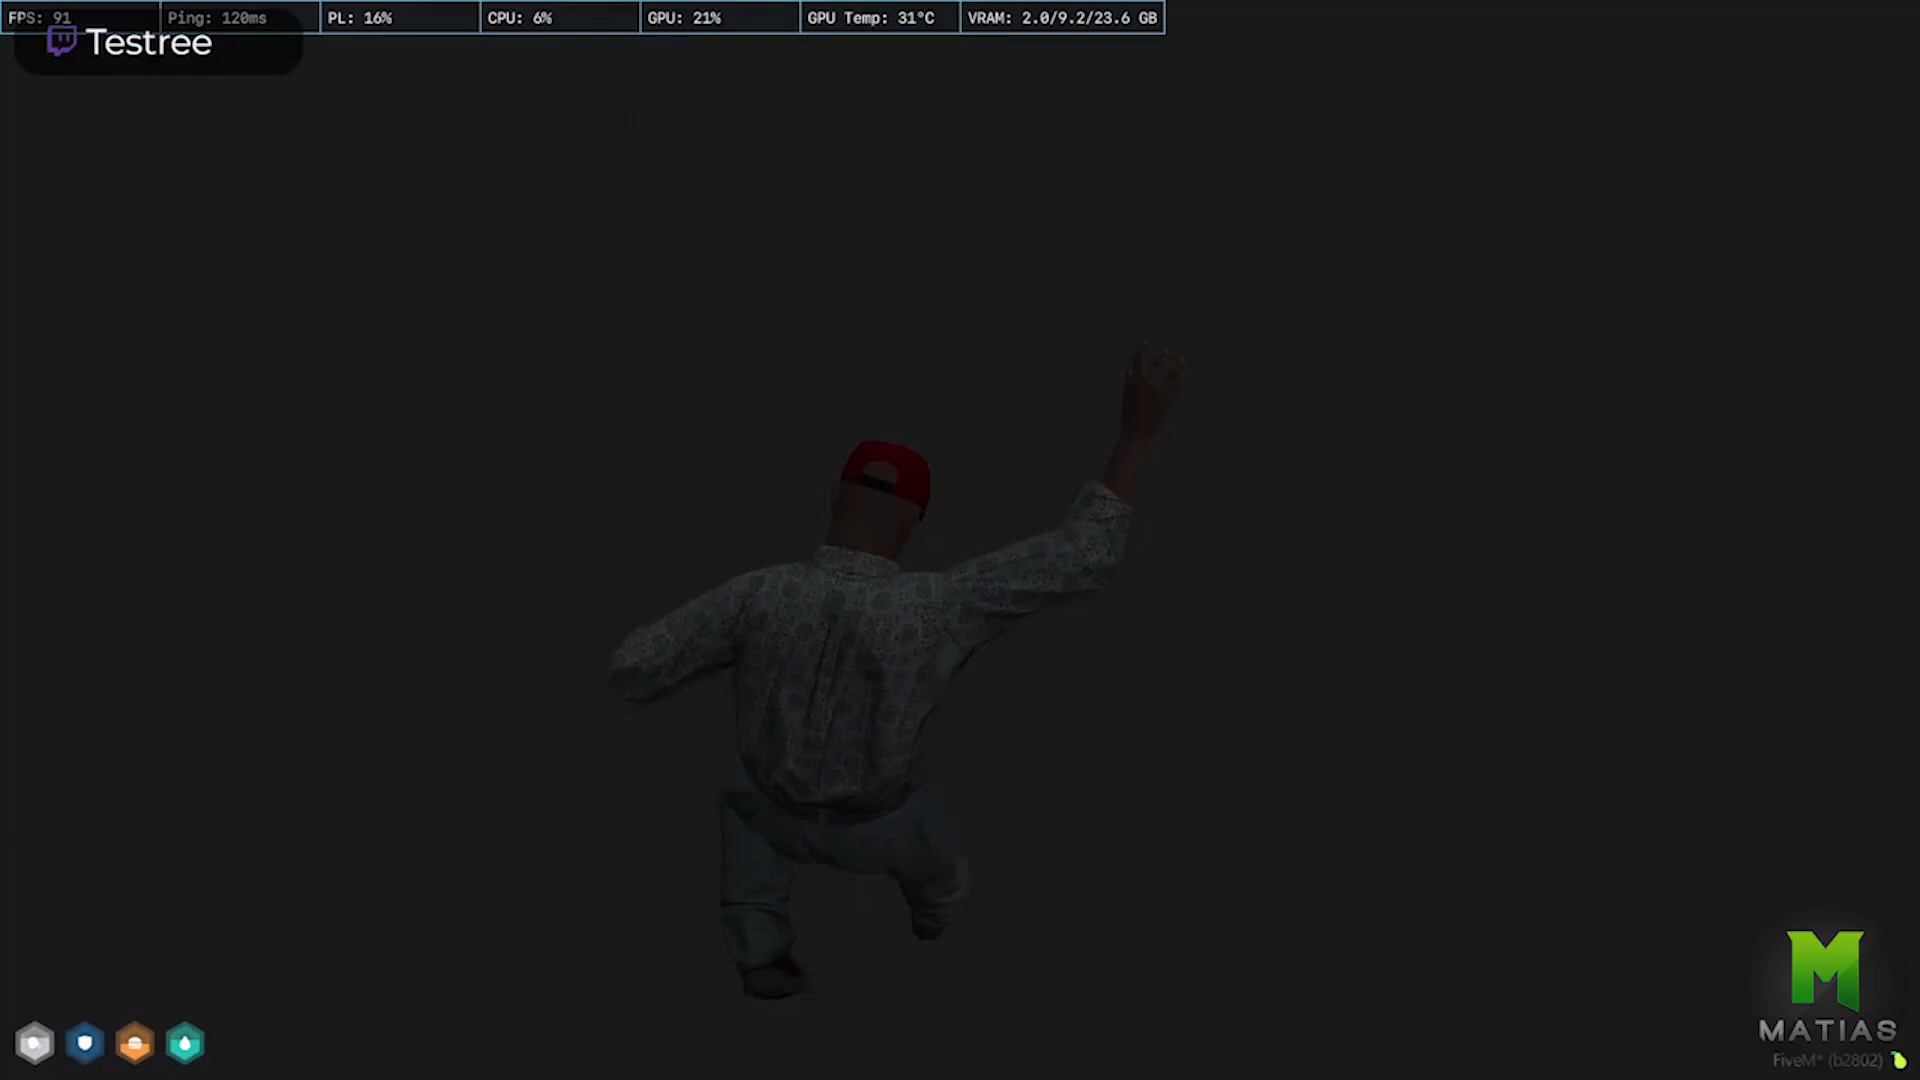 FPS: 91 Ping: 120ms PL: 16% CPU: 6% GPU: 21% GPU Temp: 31°C VRAM: 2.0/9.2/23.6 GB
Testree
M
MATIAS
FiveM* (b2802)